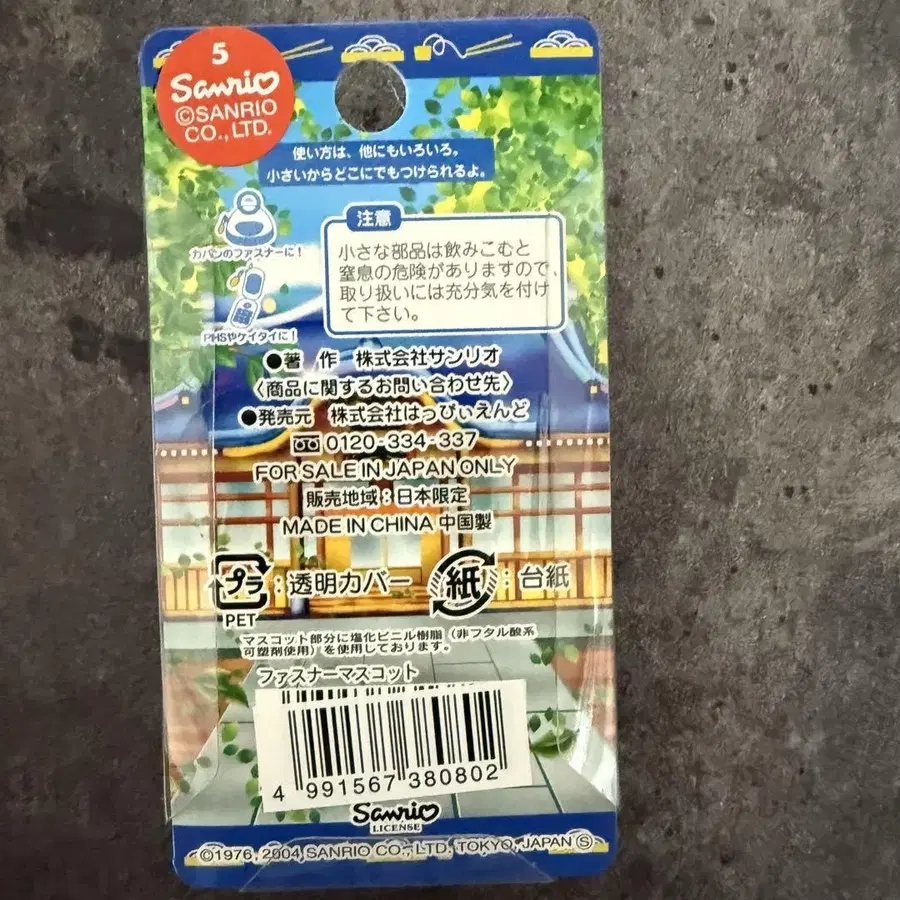 5
Sanrio
©SANRIO
CO., LTD.
使い方は、他にもいろいろ。
小さいからどこにでもつけられるよ。
カバンのファスナーに！
PHSやケイタイに！
注意
小さな部品は飲みこむと
窒息の危険がありますので、
取り扱いには充分気を付け
て下さい。
●著 作 株式会社サンリオ
〈商品に関するお問い合わせ先〉
●発売元 株式会社はっぴぃえんど
0120-334-337
FOR SALE IN JAPAN ONLY
販売地域：日本限定
MADE IN CHINA 中国製
プラ：透明カバー 紙：台紙
PET
マスコット部分に塩化ビニル樹脂（非フタル酸系
可塑剤使用）を使用しております。
ファスナーマスコット
4 991567 380802
Sanrio
LICENSE
©1976, 2004 SANRIO CO., LTD. TOKYO, JAPAN Ⓢ